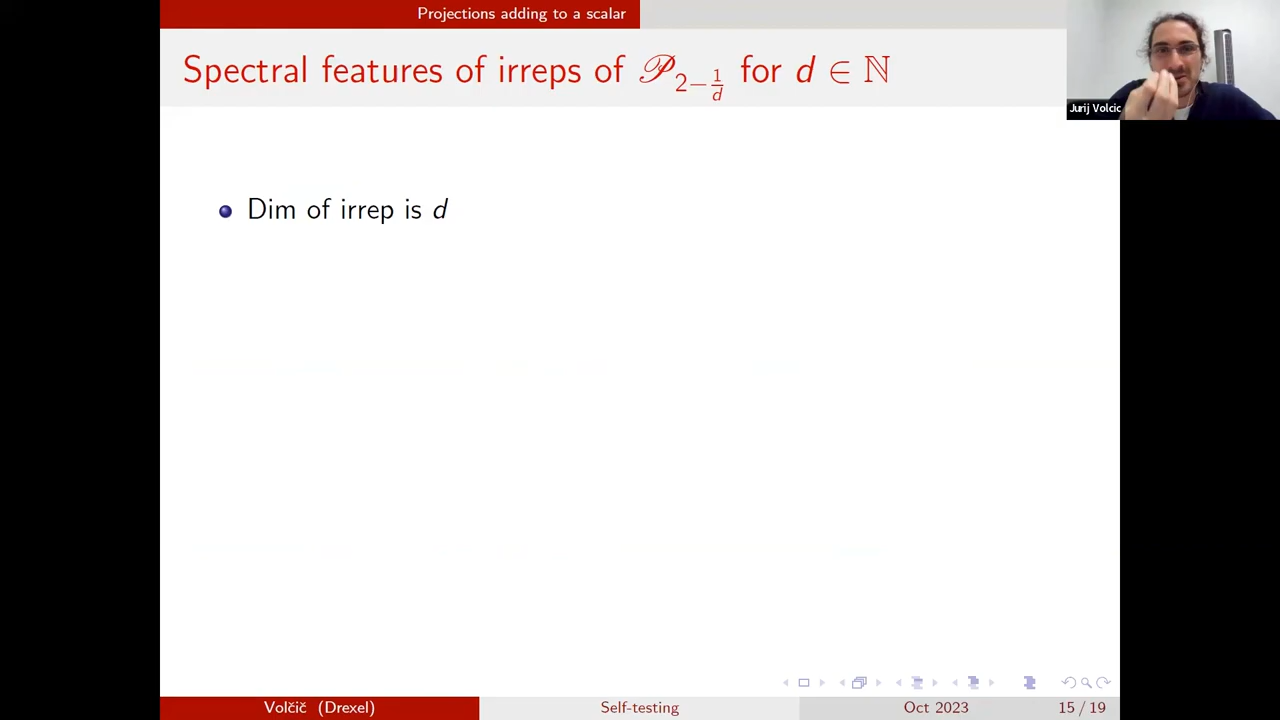 Projections adding to a scalar
Spectral features of irreps of 𝒫_{2−\frac{1}{d}} for d ∈ ℕ
Jurij Volcic
Dim of irrep is d
Volčič (Drexel) Self-testing Oct 2023 15 / 19